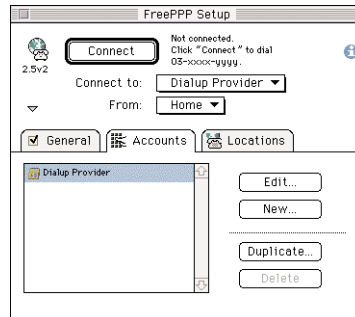 FreePPP Setup
Not connected.
Connect
Click "Connect" to dial
03-xxxx-yyyy.
2.5v2
Connect to: Dialup Provider
From: Home
General Accounts Locations
Dialup Provider
Edit...
New...
Duplicate...
Delete